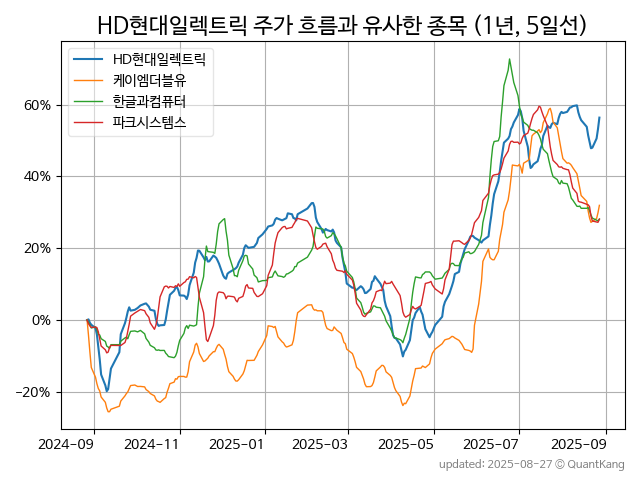 HD현대일렉트릭 주가 흐름과 유사한 종목 (1년, 5일선)
HD현대일렉트릭
케이엠더블유
한글과컴퓨터
파크시스템스
60%
40%
20%
0%
−20%
2024-09 2024-11 2025-01 2025-03 2025-05 2025-07 2025-09
updated: 2025-08-27 © QuantKang